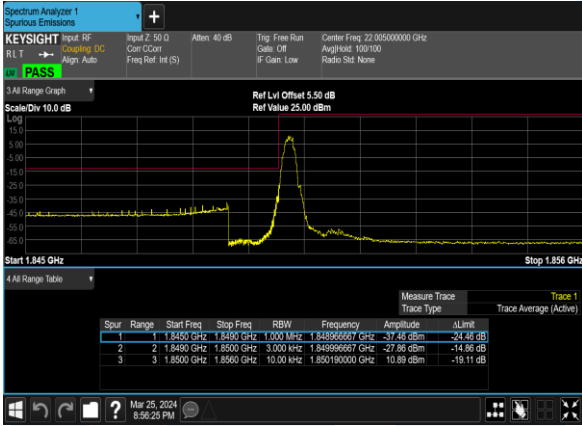 Spectrum Analyzer 1
Spurious Emissions
KEYSIGHT Input: RF Input Z: 50 Ω Atten: 40 dB Trig: Free Run Center Freq: 22.005000000 GHz
RLT Coupling: DC Corr CCorr Gate: Off Avg|Hold: 100/100
Align: Auto Freq Ref: Int (S) IF Gain: Low Radio Std: None
PASS
3 All Range Graph
Ref Lvl Offset 5.50 dB
Scale/Div 10.0 dB Ref Value 25.00 dBm
Log
15.0
5.00
-5.00
-15.0
-25.0
-35.0
-45.0
-55.0
-65.0
Start 1.845 GHz Stop 1.856 GHz
4 All Range Table
Measure Trace Trace 1
Trace Type Trace Average (Active)
Spur Range Start Freq Stop Freq RBW Frequency Amplitude ΔLimit
1 1 1.8450 GHz 1.8490 GHz 1.000 MHz 1.848966667 GHz -37.46 dBm -24.46 dB
2 2 1.8490 GHz 1.8500 GHz 3.000 kHz 1.849996667 GHz -27.86 dBm -14.86 dB
3 3 1.8500 GHz 1.8560 GHz 10.00 kHz 1.850190000 GHz 10.89 dBm -19.11 dB
? Mar 25, 2024
8:56:25 PM